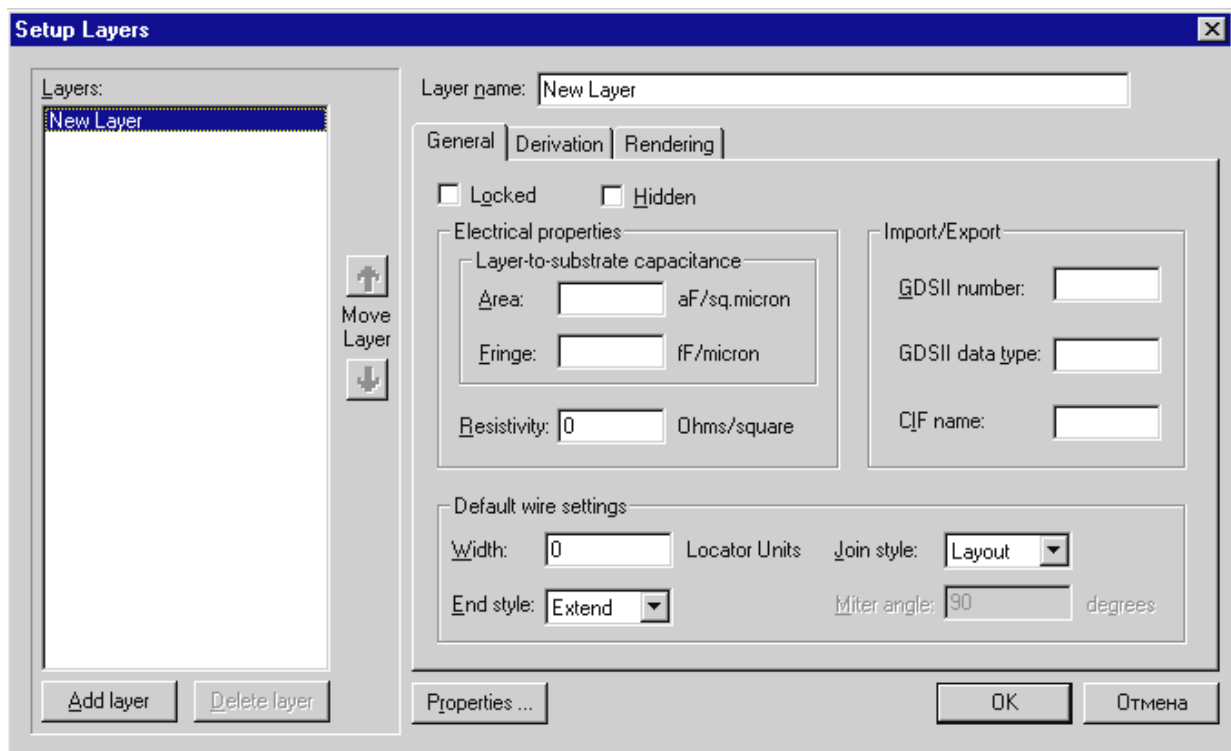 Setup Layers
Layers:
New Layer
Move
Layer
Add layer
Delete layer
Layer name: New Layer
General Derivation Rendering
Locked Hidden
Electrical properties
Layer-to-substrate capacitance
Area: aF/sq.micron
Fringe: fF/micron
Resistivity: 0 Ohms/square
Import/Export
GDSII number:
GDSII data type:
CIF name:
Default wire settings
Width: 0 Locator Units Join style: Layout
End style: Extend Miter angle: 90 degrees
Properties ... OK Отмена